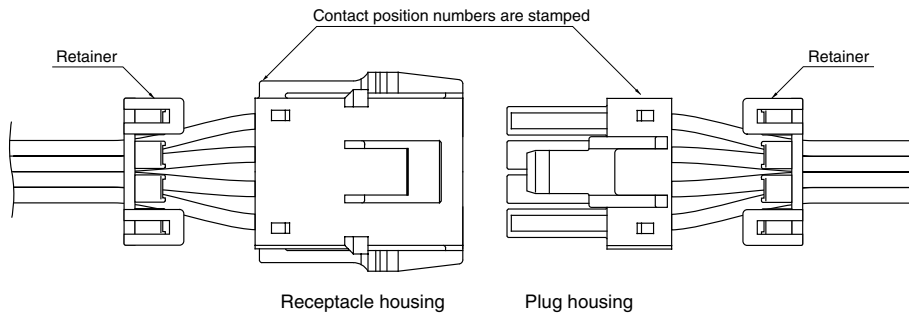 Contact position numbers are stamped
Retainer
Retainer
Receptacle housing
Plug housing